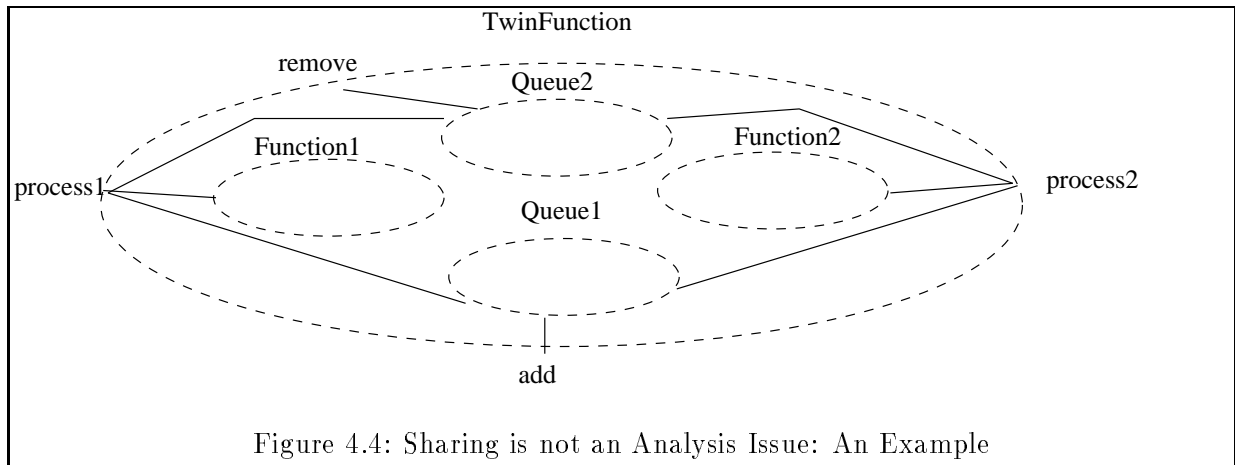 TwinFunction
remove
Queue2
Function1
Function2
process1
process2
Queue1
add
Figure 4.4: Sharing is not an Analysis Issue: An Example